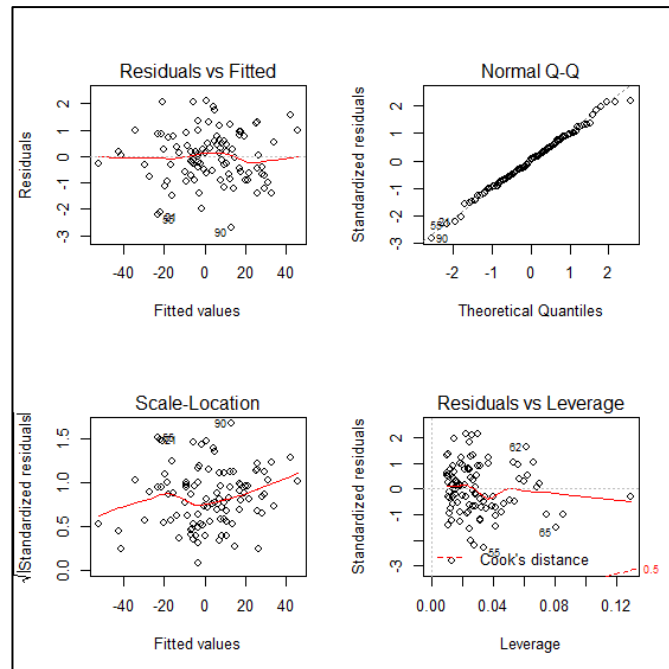 Residuals vs Fitted
Residuals
2
1
0
-1
-2
-3
90
-40 -20 0 20 40
Fitted values
Normal Q-Q
Standardized residuals
2
1
0
-1
-2
-3
90
-2 -1 0 1 2
Theoretical Quantiles
Scale-Location
√|Standardized residuals|
1.5
1.0
0.5
0.0
90
-40 -20 0 20 40
Fitted values
Residuals vs Leverage
Standardized residuals
2
1
0
-1
-3
62
65
55
Cook's distance
0.5
0.00 0.04 0.08 0.12
Leverage